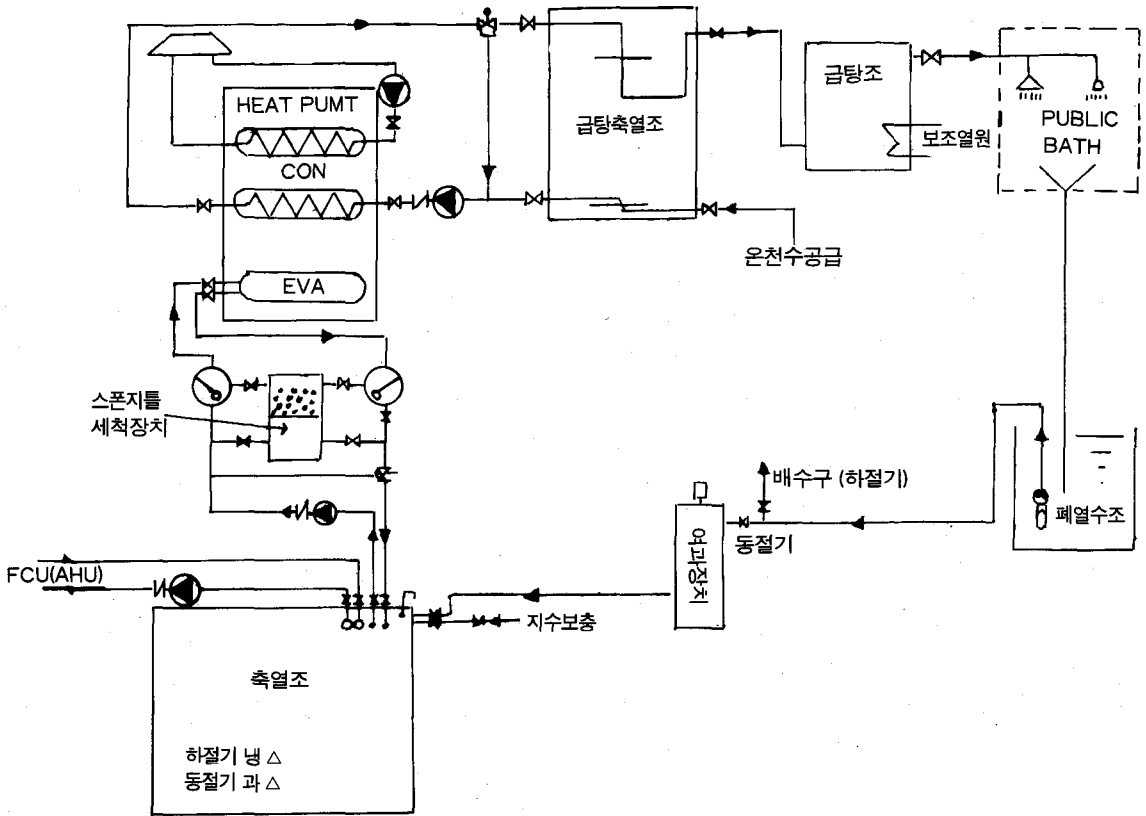 HEAT PUMT
CON
EVA
급탕축열조
급탕조
보조열원
PUBLIC
BATH
온천수공급
스폰지틀
세척장치
배수구 (하절기)
동절기
폐열수조
여과장치
FCU(AHU)
지수보충
축열조
하절기 냉 △
동절기 과 △